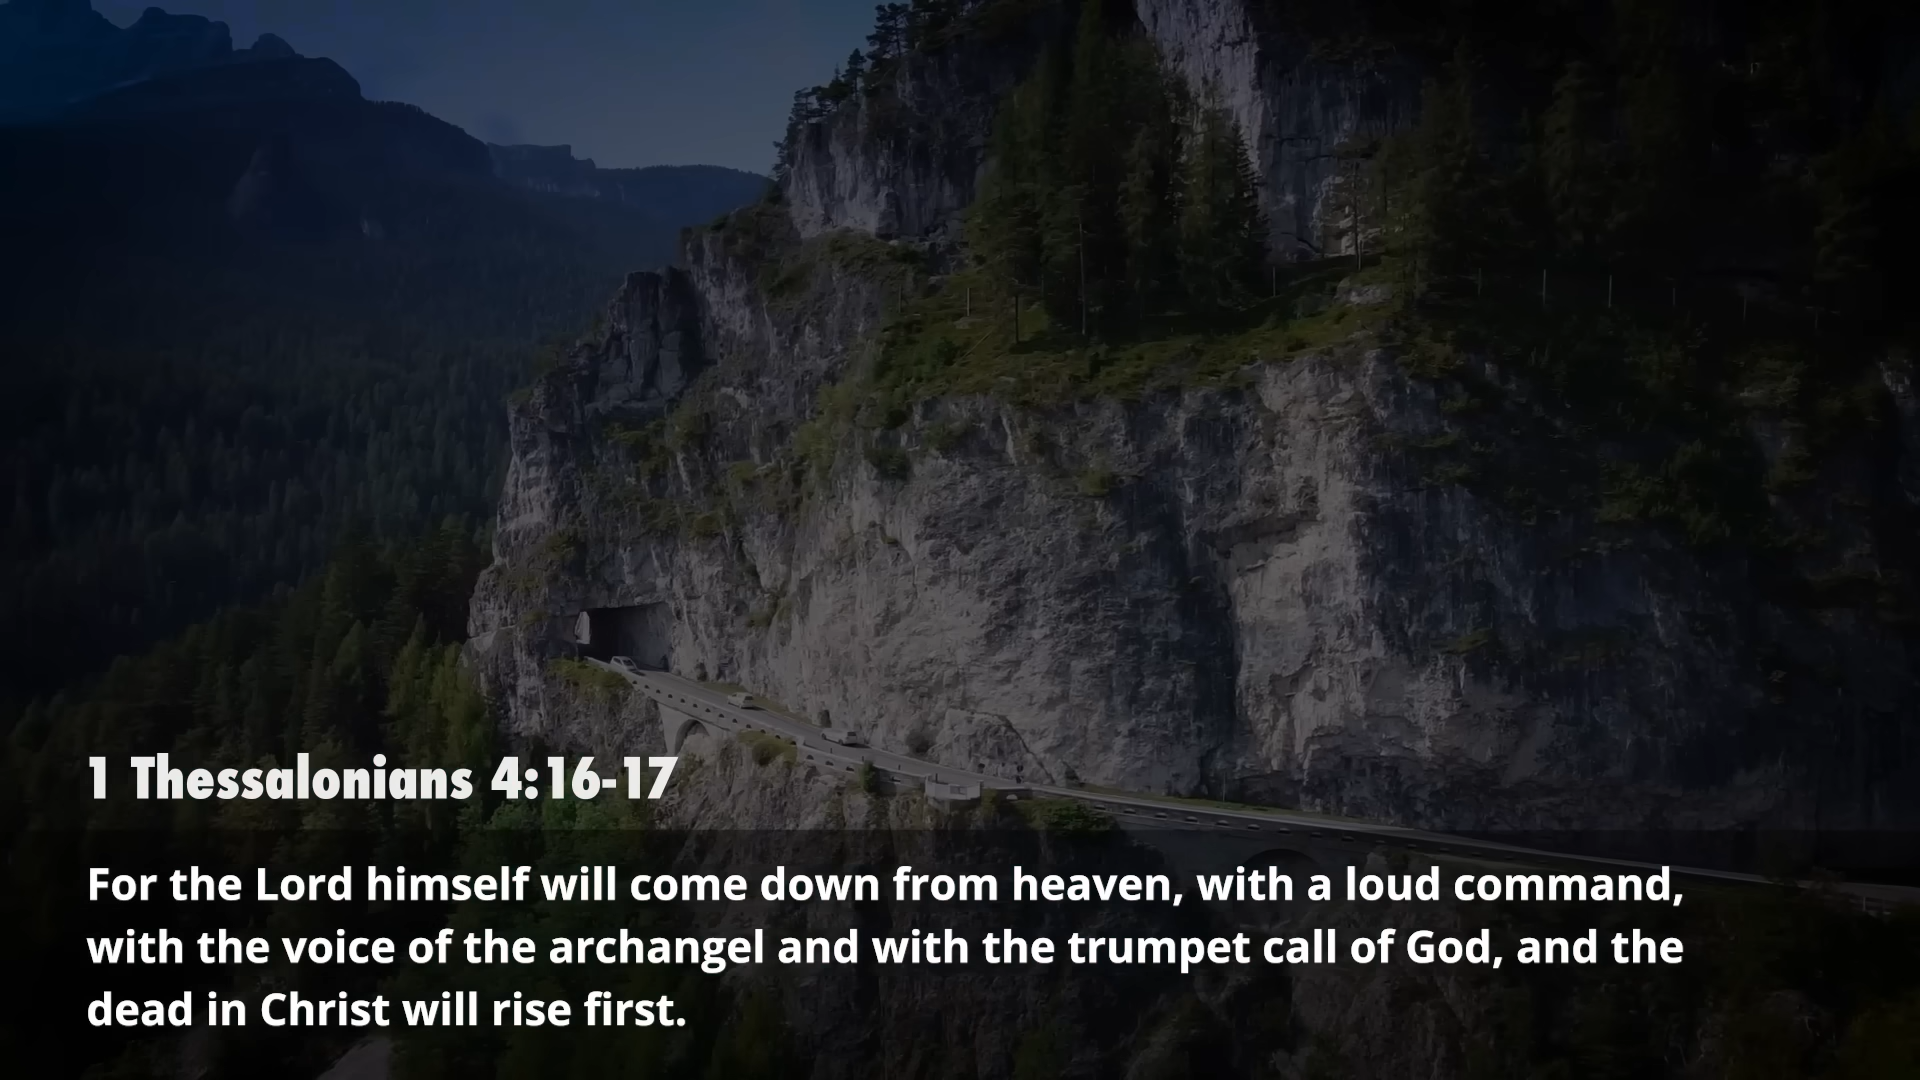 1 Thessalonians 4:16-17
For the Lord himself will come down from heaven, with a loud command,
with the voice of the archangel and with the trumpet call of God, and the
dead in Christ will rise first.